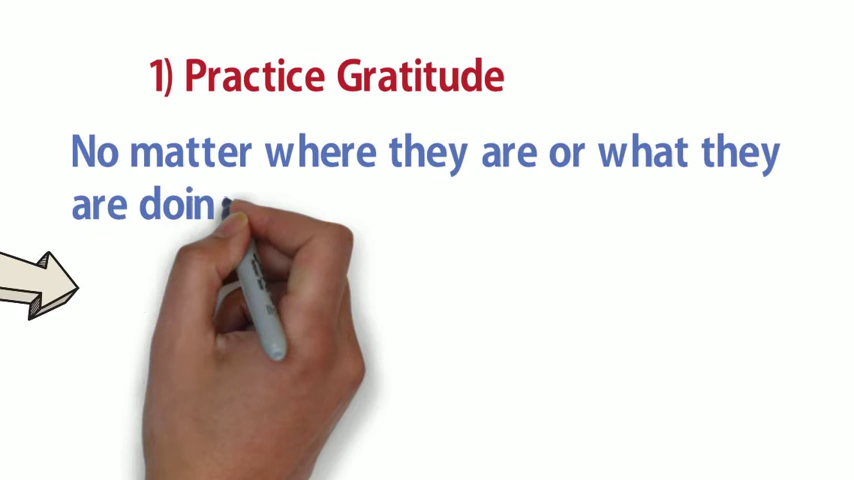 1) Practice Gratitude
No matter where they are or what they
are doin